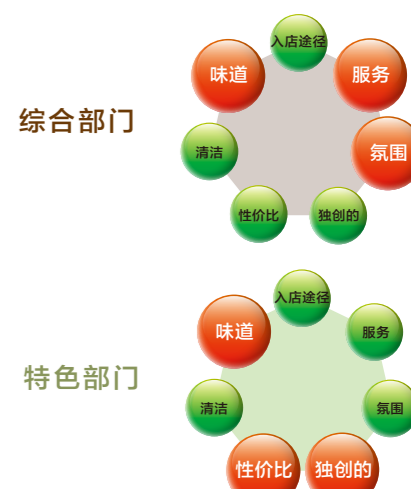 入店途径
味道
服务
综合部门
清洁
氛围
性价比
独创的
入店途径
味道
服务
特色部门
清洁
氛围
性价比
独创的